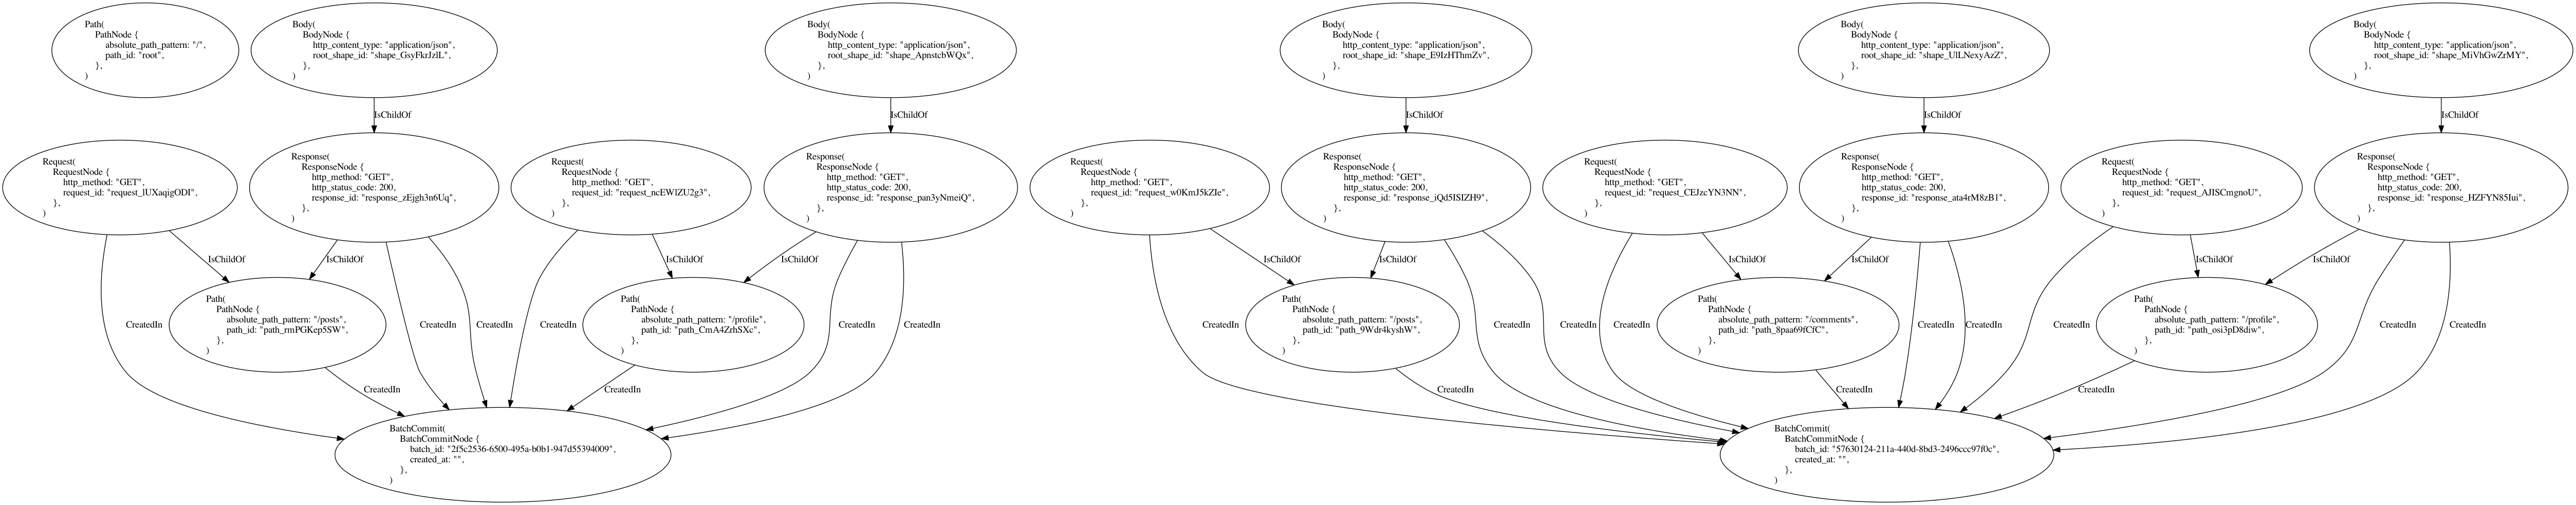 Path(
PathNode {
absolute_path_pattern: "/",
path_id: "root",
},
)
Body(
BodyNode {
http_content_type: "application/json",
root_shape_id: "shape_GsyFkrJzlL",
},
)
Body(
BodyNode {
http_content_type: "application/json",
root_shape_id: "shape_ApnstcbWQx",
},
)
Body(
BodyNode {
http_content_type: "application/json",
root_shape_id: "shape_E9IzHThmZv",
},
)
Body(
BodyNode {
http_content_type: "application/json",
root_shape_id: "shape_UlLNexyAzZ",
},
)
Body(
BodyNode {
http_content_type: "application/json",
root_shape_id: "shape_MiVhGwZrMY",
},
)
IsChildOf
IsChildOf
IsChildOf
IsChildOf
IsChildOf
Request(
RequestNode {
http_method: "GET",
request_id: "request_lUXaqigODI",
},
)
Response(
ResponseNode {
http_method: "GET",
http_status_code: 200,
response_id: "response_zEjgh3n6Uq",
},
)
Request(
RequestNode {
http_method: "GET",
request_id: "request_ncEWlZU2g3",
},
)
Response(
ResponseNode {
http_method: "GET",
http_status_code: 200,
response_id: "response_pan3yNmeiQ",
},
)
Request(
RequestNode {
http_method: "GET",
request_id: "request_w0KmJ5kZIe",
},
)
Response(
ResponseNode {
http_method: "GET",
http_status_code: 200,
response_id: "response_iQd5ISIZH9",
},
)
Request(
RequestNode {
http_method: "GET",
request_id: "request_CEJzcYN3NN",
},
)
Response(
ResponseNode {
http_method: "GET",
http_status_code: 200,
response_id: "response_ata4rM8zB1",
},
)
Request(
RequestNode {
http_method: "GET",
request_id: "request_AJISCmgnoU",
},
)
Response(
ResponseNode {
http_method: "GET",
http_status_code: 200,
response_id: "response_HZFYN85Iui",
},
)
IsChildOf
IsChildOf
IsChildOf
IsChildOf
IsChildOf
IsChildOf
IsChildOf
IsChildOf
IsChildOf
IsChildOf
CreatedIn
Path(
PathNode {
absolute_path_pattern: "/posts",
path_id: "path_rmPGKep5SW",
},
)
CreatedIn
CreatedIn
CreatedIn
Path(
PathNode {
absolute_path_pattern: "/profile",
path_id: "path_CmA4ZrhSXc",
},
)
CreatedIn
CreatedIn
CreatedIn
Path(
PathNode {
absolute_path_pattern: "/posts",
path_id: "path_9Wdr4kyshW",
},
)
CreatedIn
CreatedIn
CreatedIn
Path(
PathNode {
absolute_path_pattern: "/comments",
path_id: "path_8paa69fCfC",
},
)
CreatedIn
CreatedIn
CreatedIn
Path(
PathNode {
absolute_path_pattern: "/profile",
path_id: "path_osi3pD8diw",
},
)
CreatedIn
CreatedIn
CreatedIn
CreatedIn
CreatedIn
CreatedIn
CreatedIn
BatchCommit(
BatchCommitNode {
batch_id: "2f5c2536-6500-495a-b0b1-947d55394009",
created_at: "",
},
)
BatchCommit(
BatchCommitNode {
batch_id: "57630124-211a-440d-8bd3-2496ccc97f0c",
created_at: "",
},
)